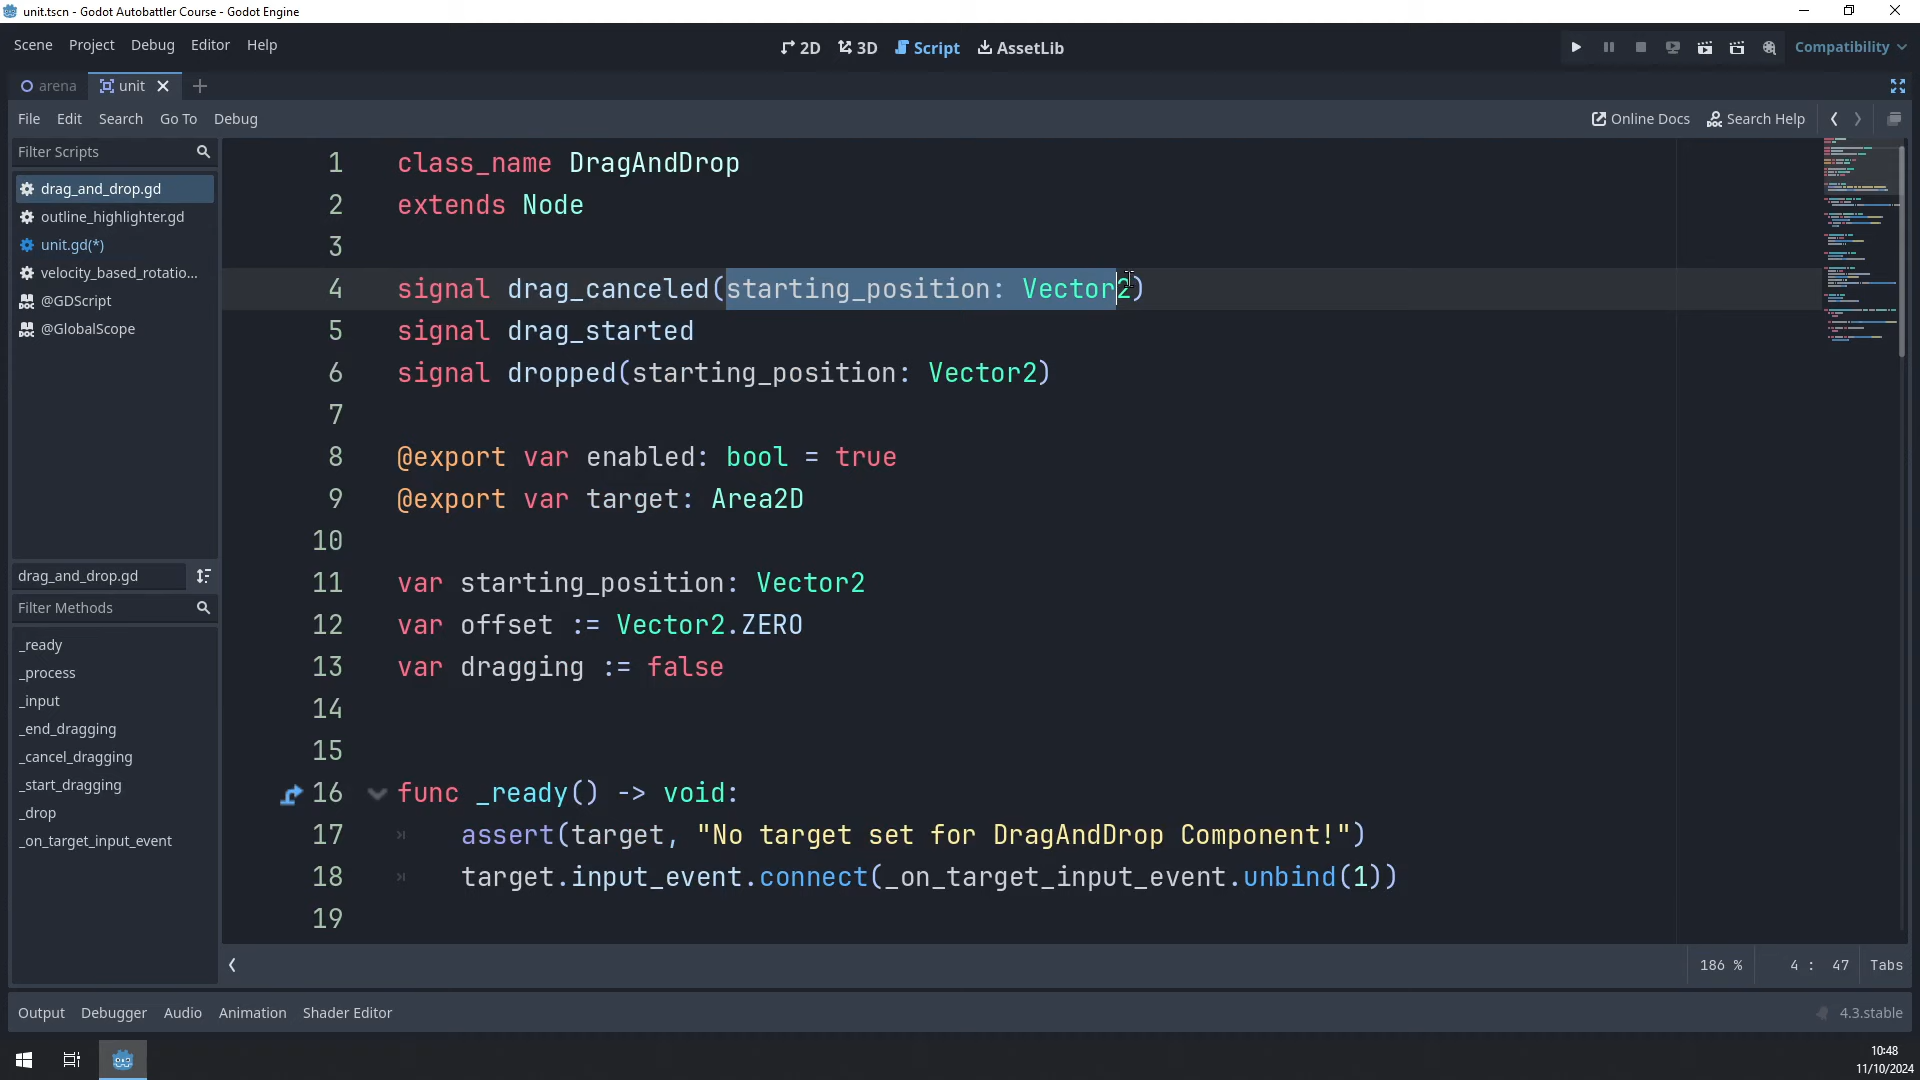 unit.tscn - Godot Autobattler Course - Godot Engine
Scene Project Debug Editor Help
2D 3D Script AssetLib
Compatibility
arena unit
File Edit Search Go To Debug
Online Docs Search Help
Filter Scripts
drag_and_drop.gd
outline_highlighter.gd
unit.gd(*)
velocity_based_rotatio...
@GDScript
@GlobalScope
drag_and_drop.gd
Filter Methods
_ready
_process
_input
_end_dragging
_cancel_dragging
_start_dragging
_drop
_on_target_input_event
1 class_name DragAndDrop
2 extends Node
3
4 signal drag_canceled(starting_position: Vector2)
5 signal drag_started
6 signal dropped(starting_position: Vector2)
7
8 @export var enabled: bool = true
9 @export var target: Area2D
10
11 var starting_position: Vector2
12 var offset := Vector2.ZERO
13 var dragging := false
14
15
16 func _ready() -> void:
17 assert(target, "No target set for DragAndDrop Component!")
18 target.input_event.connect(_on_target_input_event.unbind(1))
19
186 % 4 : 47 Tabs
Output Debugger Audio Animation Shader Editor
4.3.stable
10:48
11/10/2024